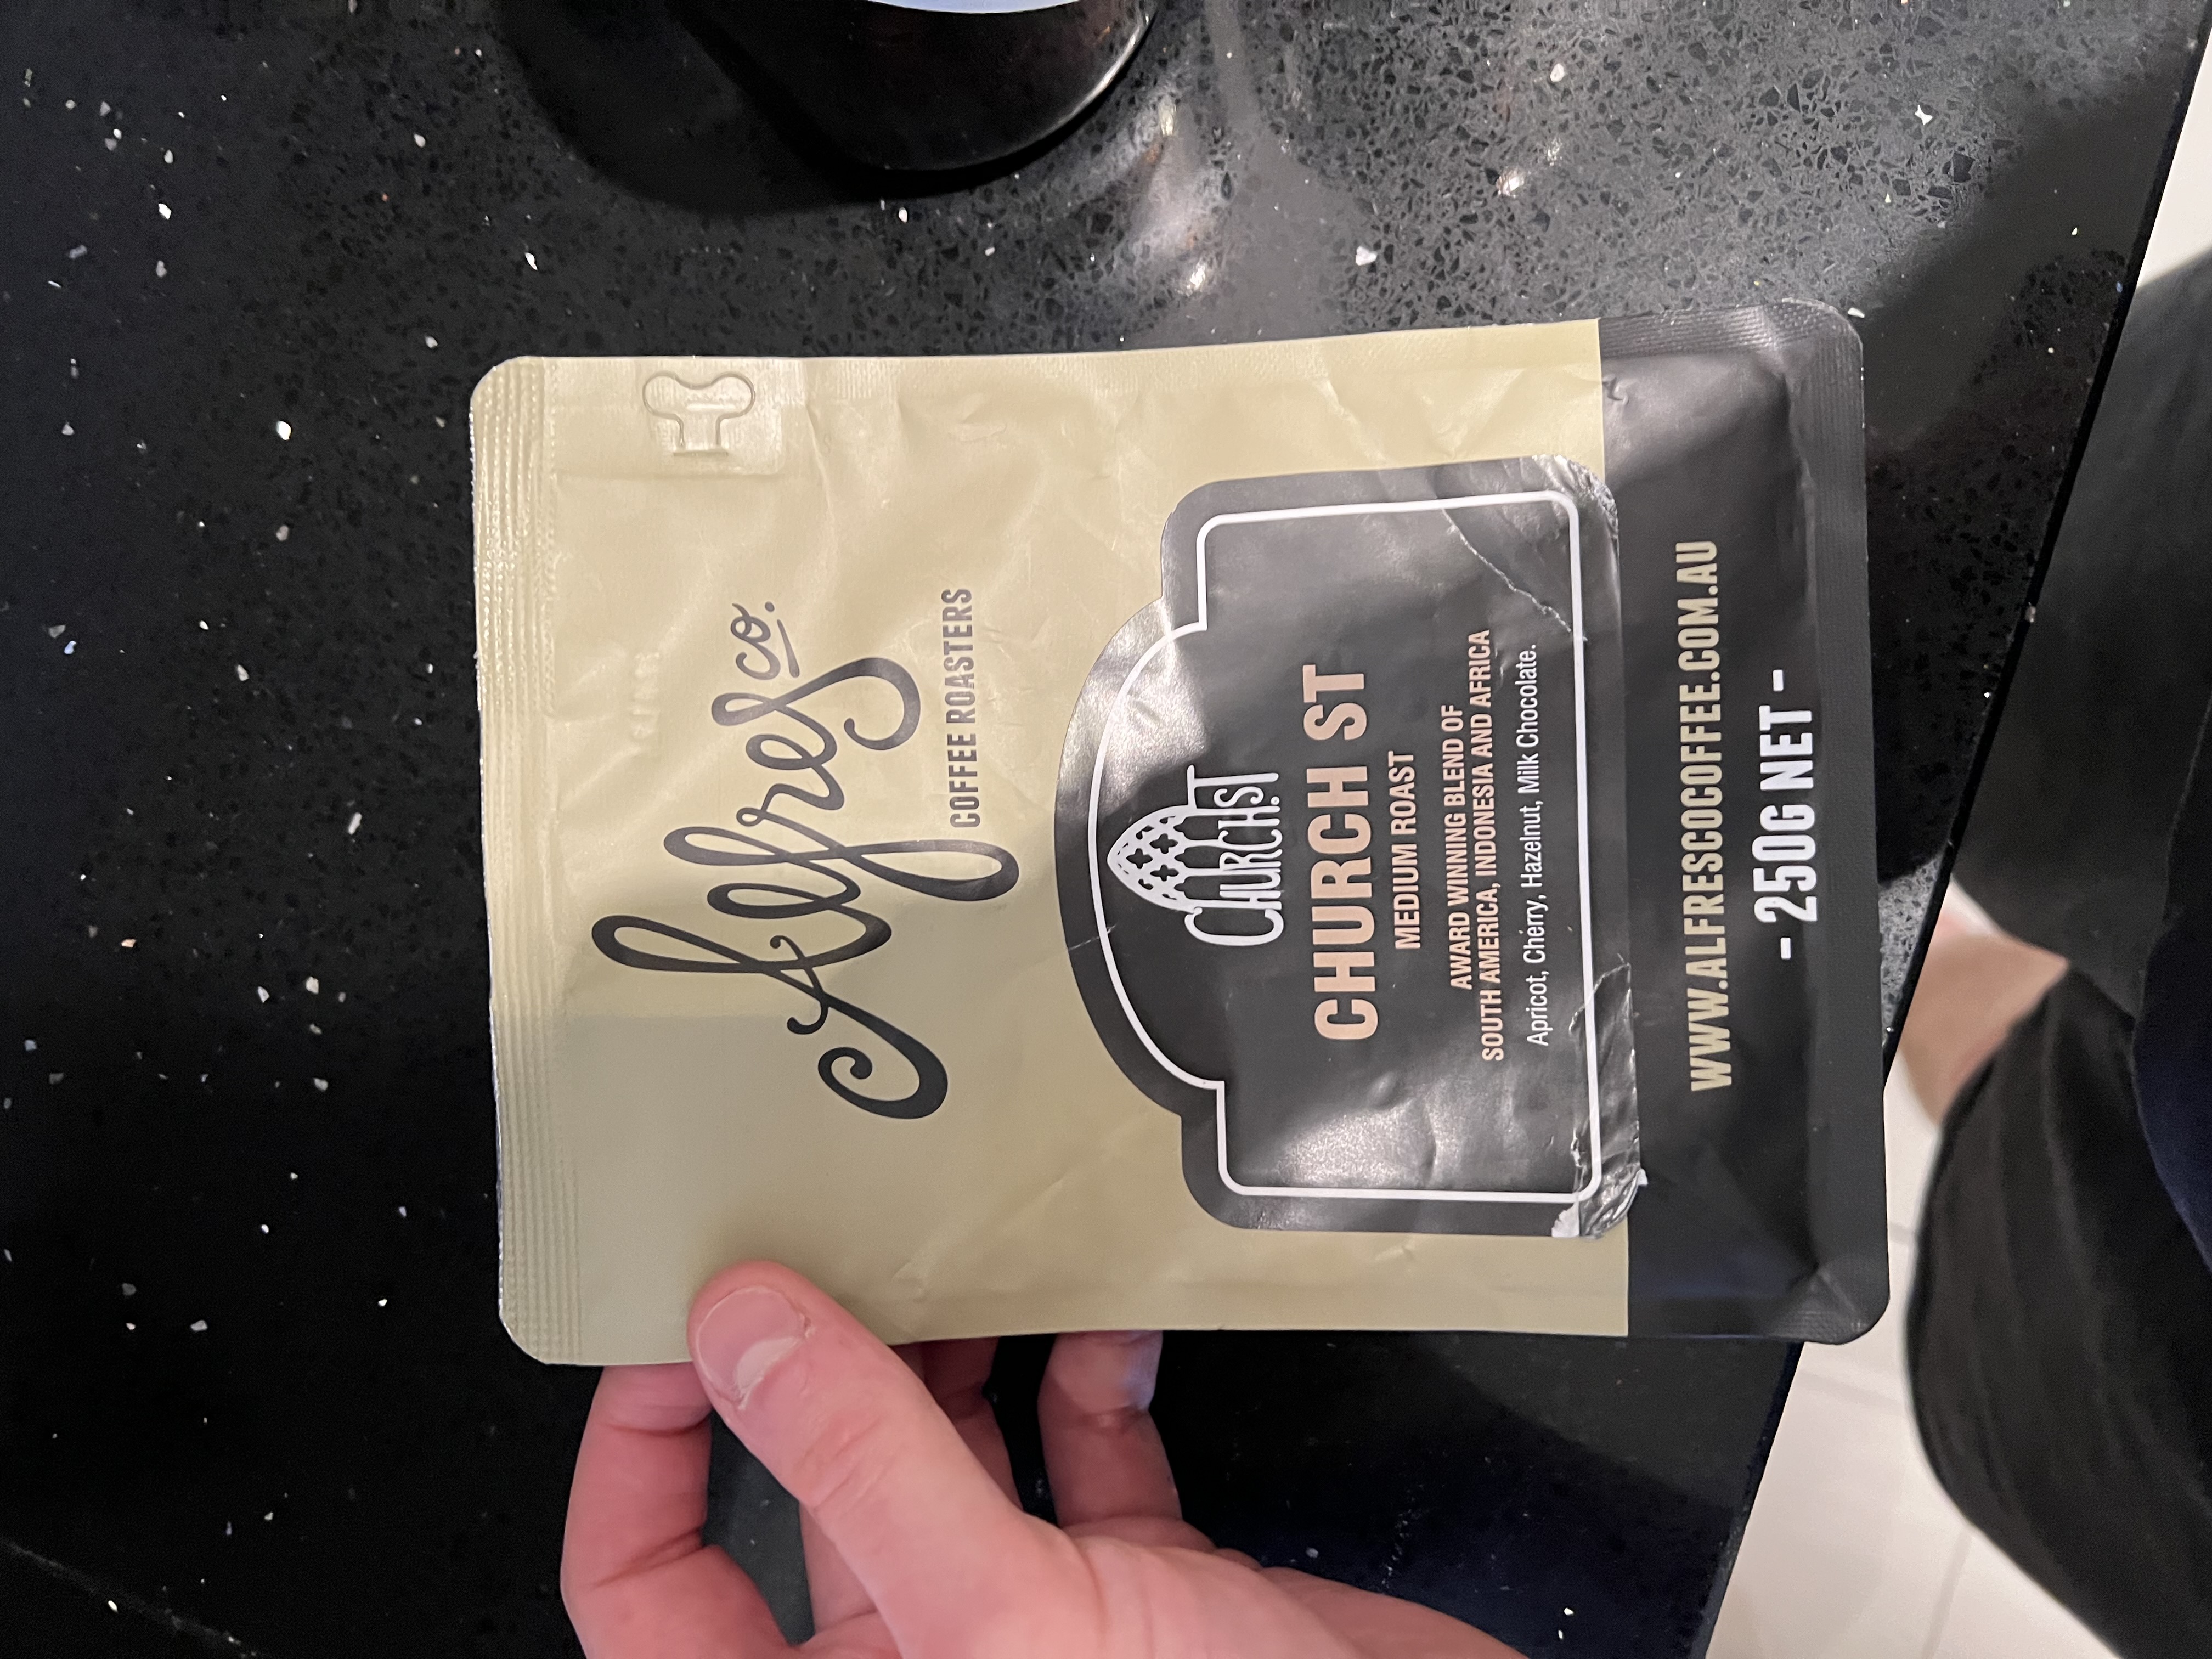 Alfresco.
COFFEE ROASTERS
CHURCH ST
CHURCH ST
MEDIUM ROAST
AWARD WINNING BLEND OF
SOUTH AMERICA, INDONESIA AND AFRICA
Apricot, Cherry, Hazelnut, Milk Chocolate.
WWW.ALFRESCOCOFFEE.COM.AU
- 250G NET -